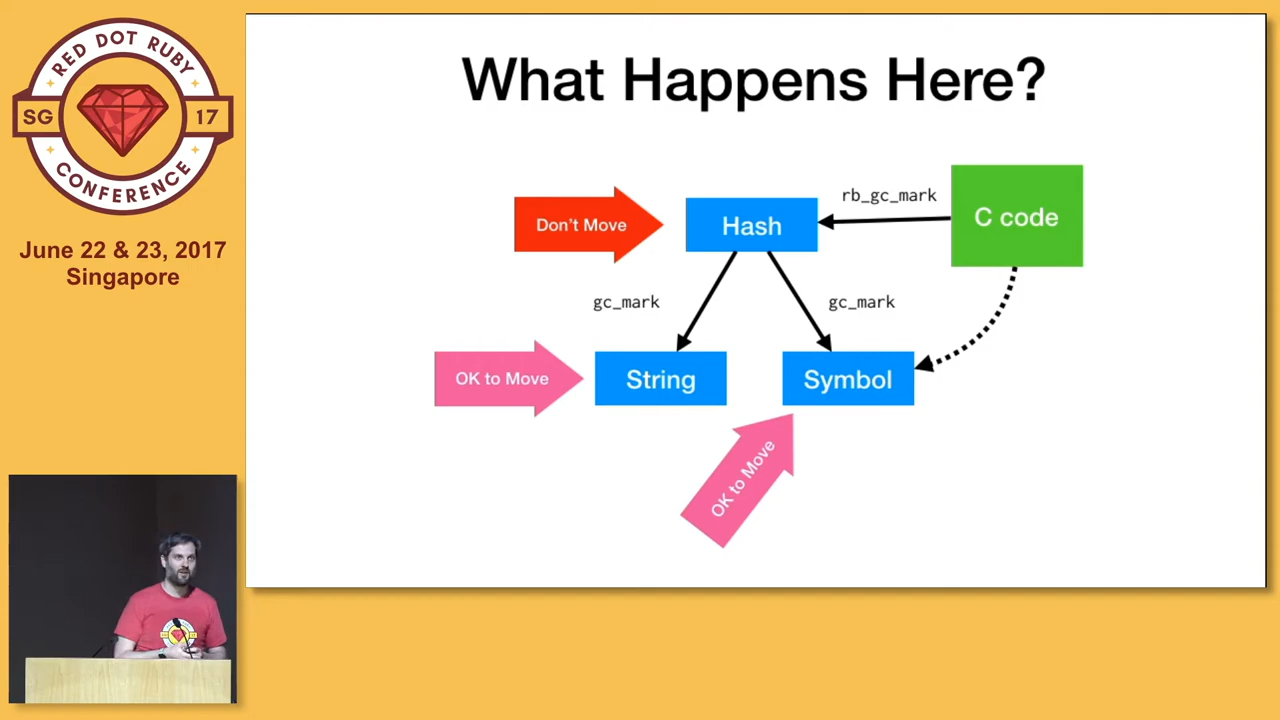 RED DOT RUBY
SG 17
CONFERENCE
June 22 & 23, 2017
Singapore
What Happens Here?
Don't Move
Hash
rb_gc_mark
C code
gc_mark
gc_mark
OK to Move
String
Symbol
OK to Move